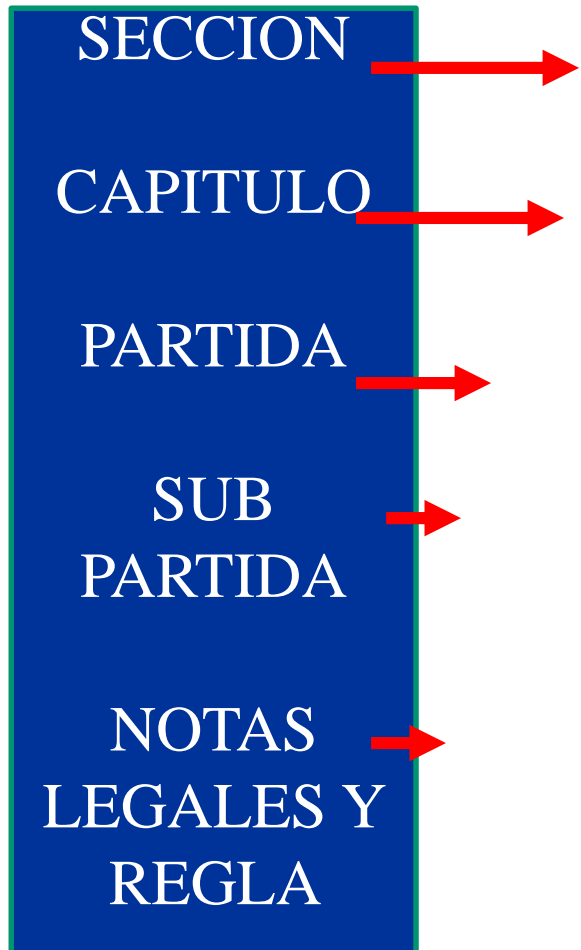 SECCION
CAPITULO
PARTIDA
SUB
PARTIDA
NOTAS
LEGALES Y
REGLA